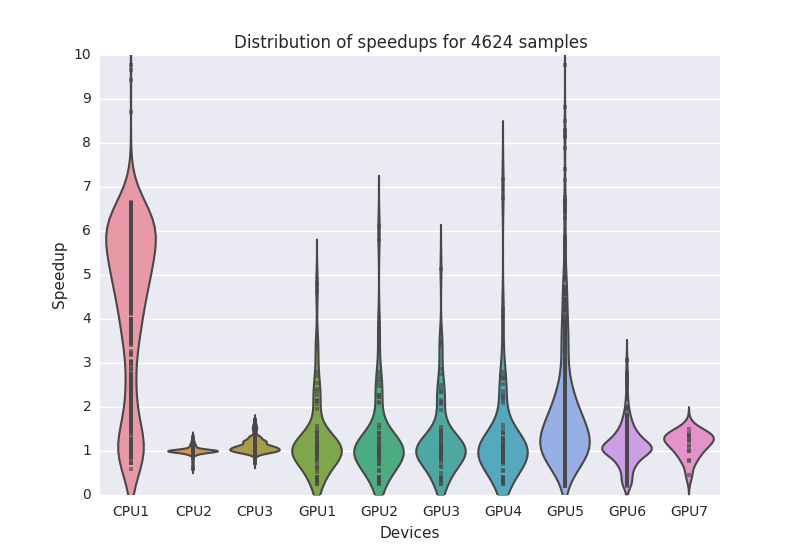 Distribution of speedups for 4624 samples
10
9
8
7
6
5
4
3
2
1
0
Speedup
CPU1 CPU2 CPU3 GPU1 GPU2 GPU3 GPU4 GPU5 GPU6 GPU7
Devices